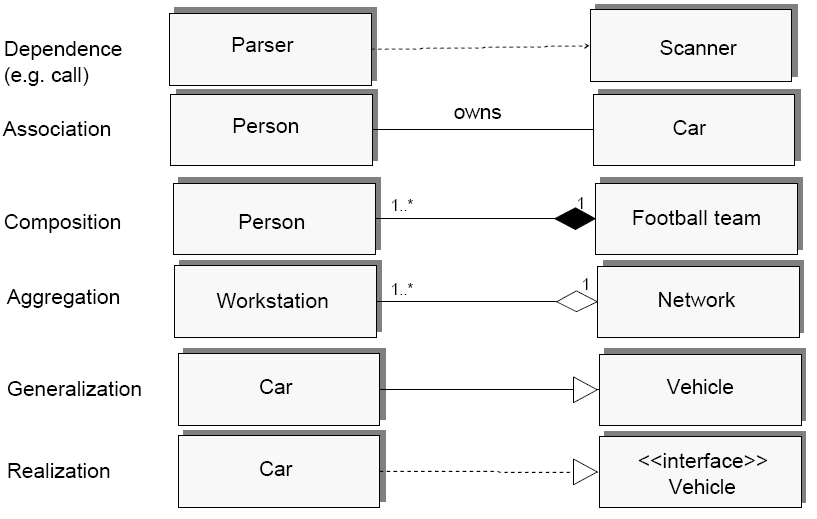 Dependence
(e.g. call)
Parser
Scanner
Association
Person
owns
Car
Composition
Person
1..*
1
Football team
Aggregation
Workstation
1..*
1
Network
Generalization
Car
Vehicle
Realization
Car
<<interface>>
Vehicle